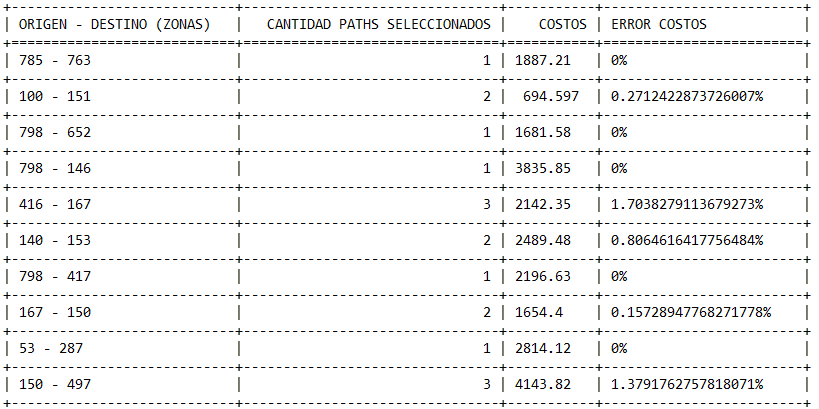 ORIGEN - DESTINO (ZONAS) | CANTIDAD PATHS SELECCIONADOS | COSTOS | ERROR COSTOS
785 - 763 | 1 | 1887.21 | 0%
100 - 151 | 2 | 694.597 | 0.2712422873726007%
798 - 652 | 1 | 1681.58 | 0%
798 - 146 | 1 | 3835.85 | 0%
416 - 167 | 3 | 2142.35 | 1.7038279113679273%
140 - 153 | 2 | 2489.48 | 0.8064616417756484%
798 - 417 | 1 | 2196.63 | 0%
167 - 150 | 2 | 1654.4 | 0.15728947768271778%
53 - 287 | 1 | 2814.12 | 0%
150 - 497 | 3 | 4143.82 | 1.3791762757818071%